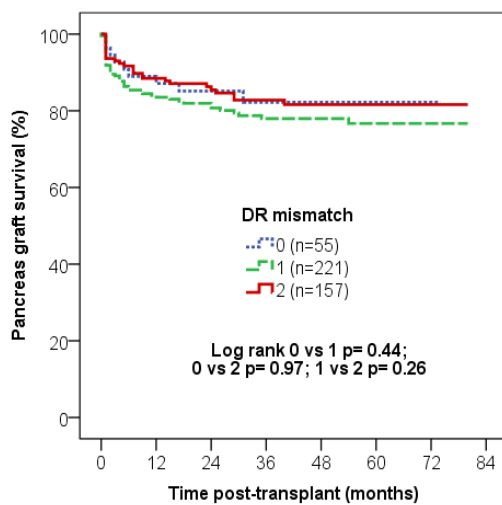 Pancreas graft survival (%)
100
80
60
40
20
0
DR mismatch
0 (n=55)
1 (n=221)
2 (n=157)
Log rank 0 vs 1 p= 0.44;
0 vs 2 p= 0.97; 1 vs 2 p= 0.26
0 12 24 36 48 60 72 84
Time post-transplant (months)